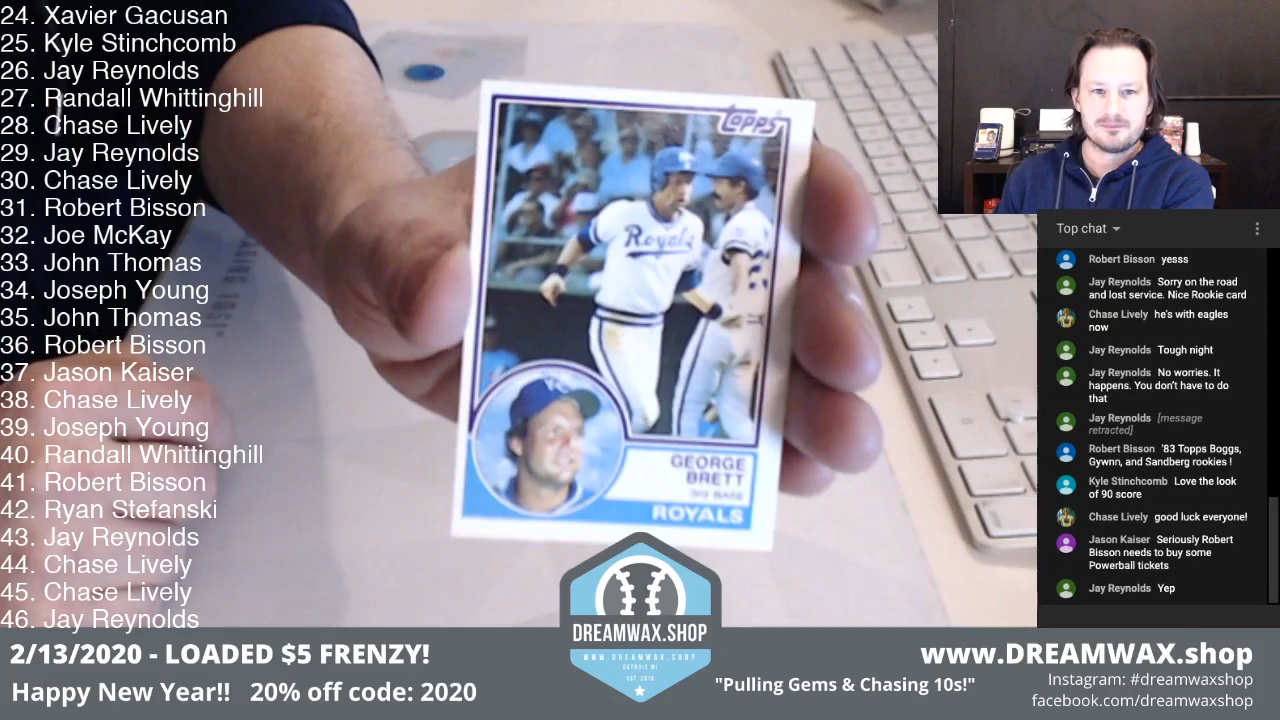 24. Xavier Gacusan
25. Kyle Stinchcomb
26. Jay Reynolds
27. Randall Whittinghill
28. Chase Lively
29. Jay Reynolds
30. Chase Lively
31. Robert Bisson
32. Joe McKay
33. John Thomas
34. Joseph Young
35. John Thomas
36. Robert Bisson
37. Jason Kaiser
38. Chase Lively
39. Joseph Young
40. Randall Whittinghill
41. Robert Bisson
42. Ryan Stefanski
43. Jay Reynolds
44. Chase Lively
45. Chase Lively
46. Jay Reynolds
Topps
Royals
GEORGE
BRETT
3rd BASE
ROYALS
Top chat
Robert Bisson yesss
Jay Reynolds Sorry on the road
and lost service. Nice Rookie card
Chase Lively he's with eagles
now
Jay Reynolds Tough night
Jay Reynolds No worries. It
happens. You don't have to do
that
Jay Reynolds [message
retracted]
Robert Bisson '83 Topps Boggs,
Gywnn, and Sandberg rookies !
Kyle Stinchcomb Love the look
of 90 score
Chase Lively good luck everyone!
Jason Kaiser Seriously Robert
Bisson needs to buy some
Powerball tickets
Jay Reynolds Yep
2/13/2020 - LOADED $5 FRENZY!
Happy New Year!! 20% off code: 2020
DREAMWAX.SHOP
WWW.DREAMWAX.SHOP
DETROIT MI
EST. 2019
www.DREAMWAX.shop
"Pulling Gems & Chasing 10s!"
Instagram: #dreamwaxshop
facebook.com/dreamwaxshop